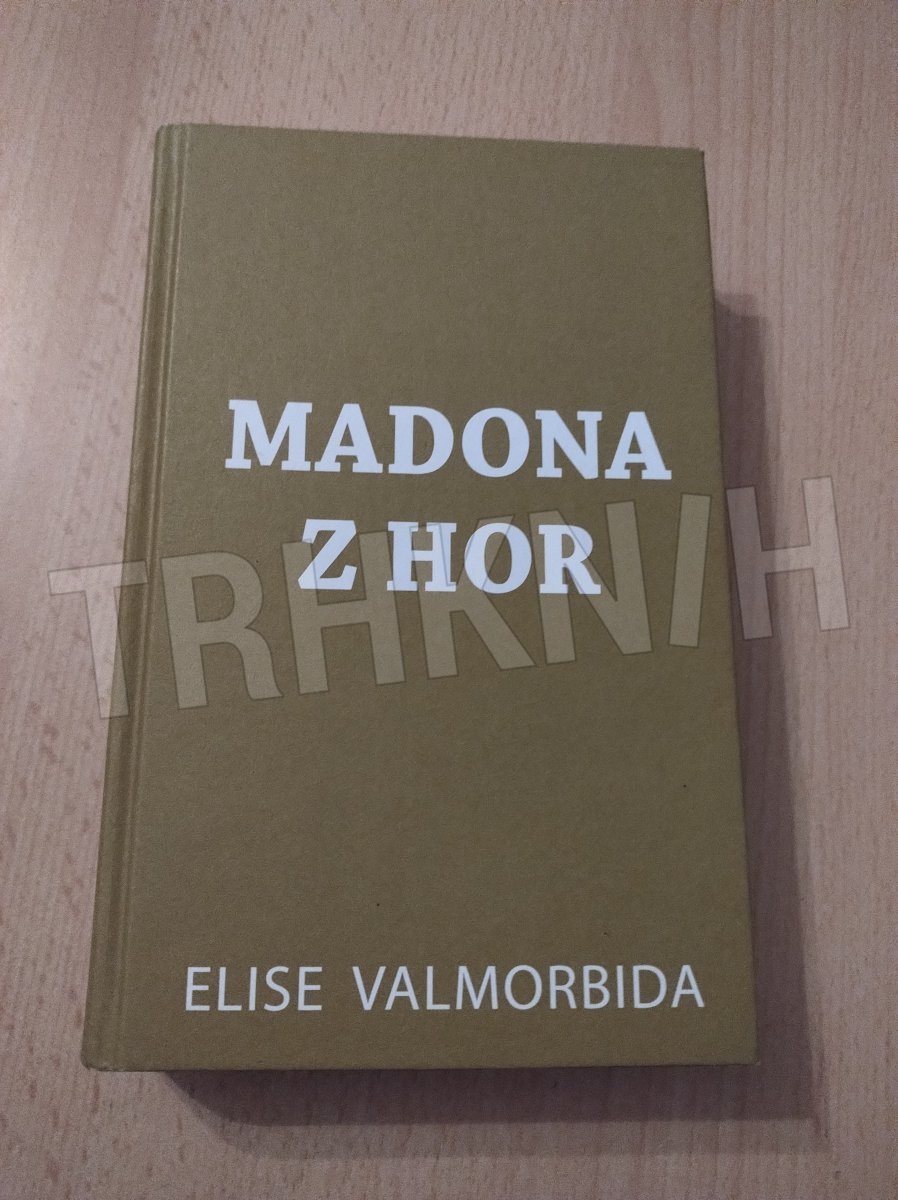 MADONA
Z HOR
TRHKNIH
ELISE VALMORBIDA